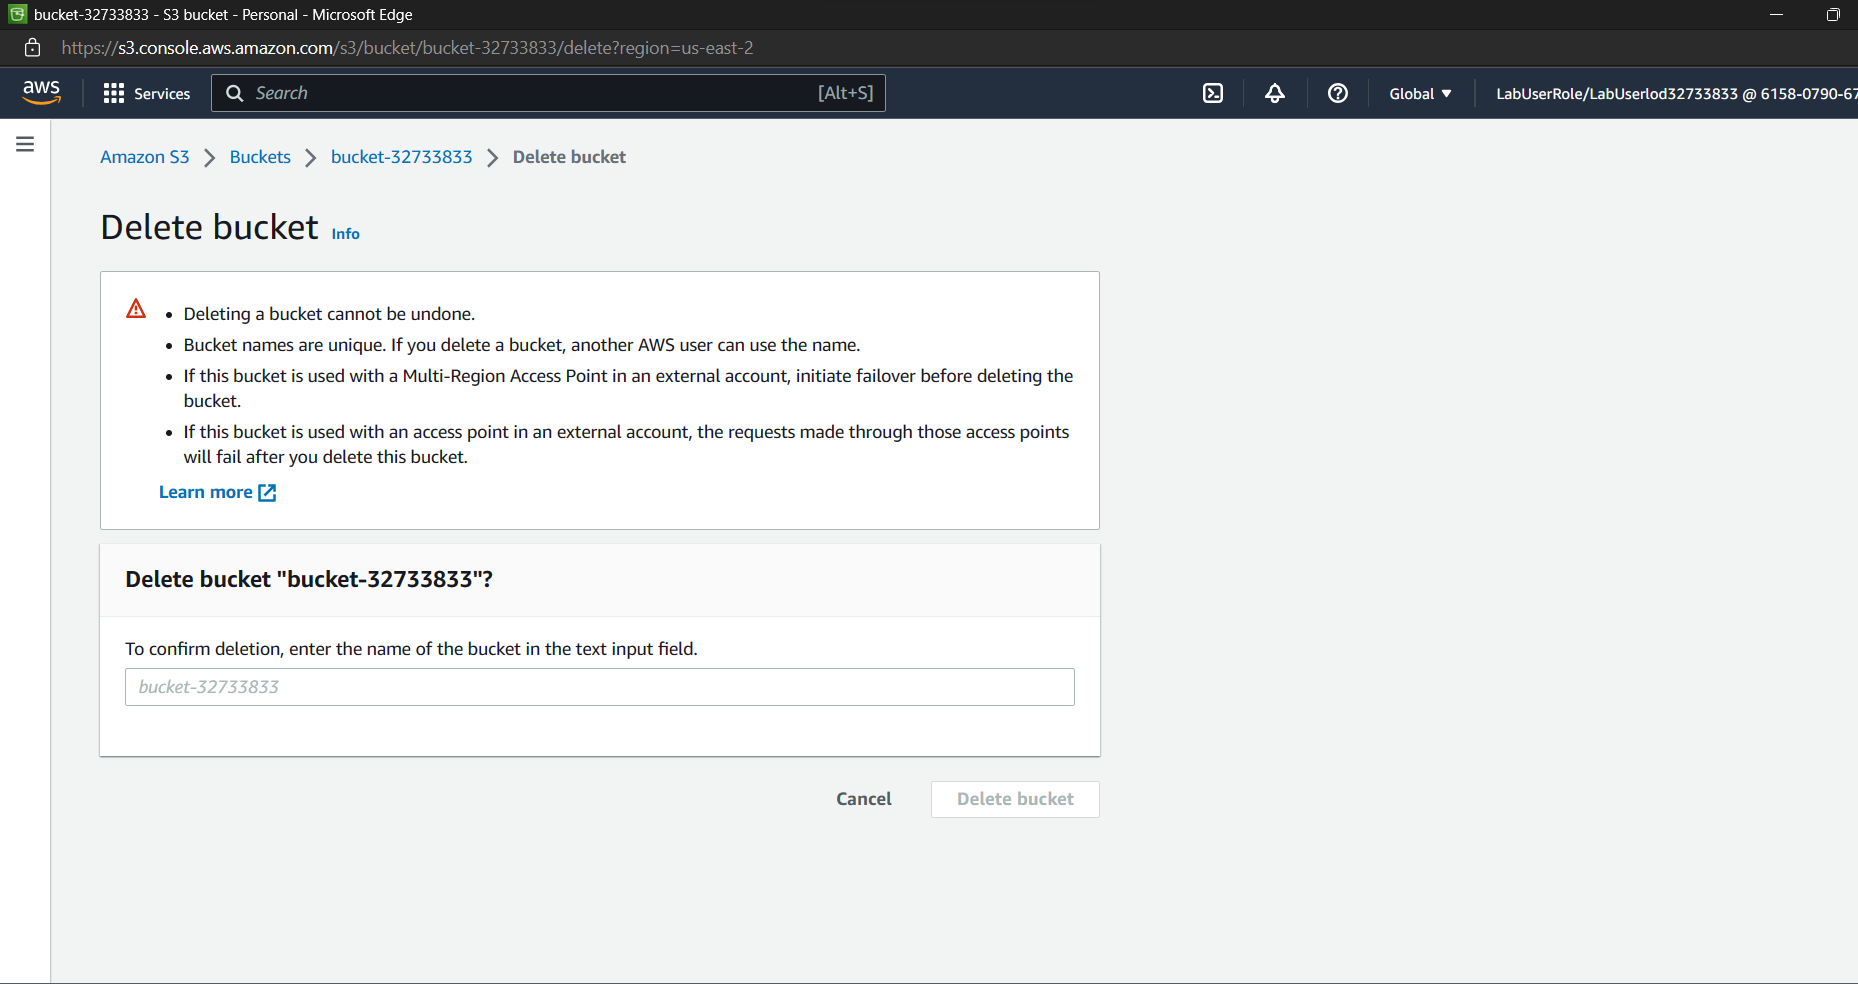 bucket-32733833 - S3 bucket - Personal - Microsoft Edge
https://s3.console.aws.amazon.com/s3/bucket/bucket-32733833/delete?region=us-east-2
aws
Services
Search
[Alt+S]
Global
LabUserRole/LabUserlod32733833 @ 6158-0790-67
Amazon S3
Buckets
bucket-32733833
Delete bucket
Delete bucket Info
• Deleting a bucket cannot be undone.
• Bucket names are unique. If you delete a bucket, another AWS user can use the name.
• If this bucket is used with a Multi-Region Access Point in an external account, initiate failover before deleting the
bucket.
• If this bucket is used with an access point in an external account, the requests made through those access points
will fail after you delete this bucket.
Learn more
Delete bucket "bucket-32733833"?
To confirm deletion, enter the name of the bucket in the text input field.
bucket-32733833
Cancel
Delete bucket